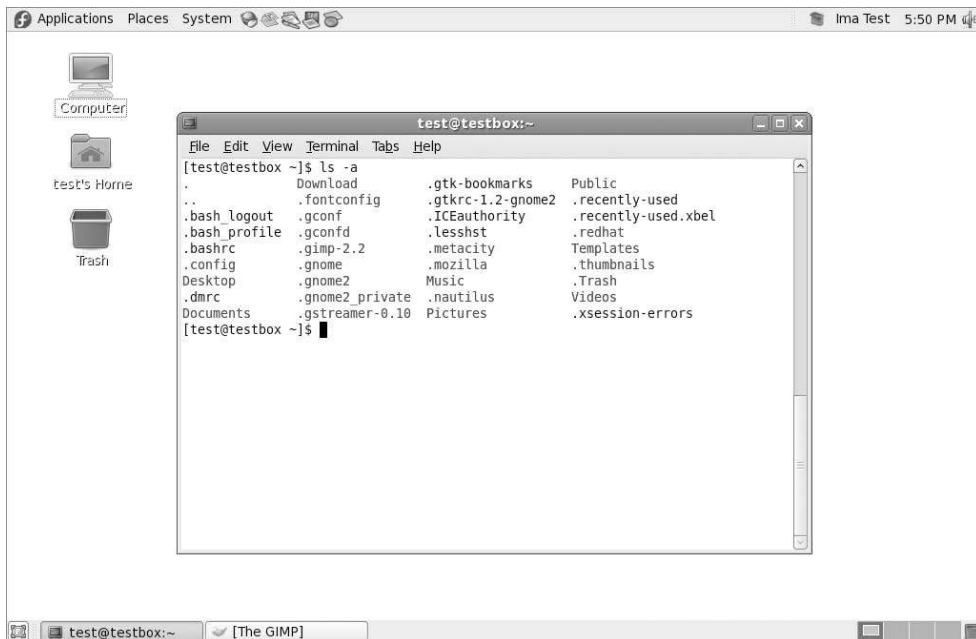 Applications Places System Ima Test 5:50 PM
Computer
test's Home
Trash
test@testbox:~
File Edit View Terminal Tabs Help
[test@testbox ~]$ ls -a
. Download .gtk-bookmarks Public
.. .fontconfig .gtkrc-1.2-gnome2 .recently-used
.bash_logout .gconf .ICEauthority .recently-used.xbel
.bash_profile .gconfd .lesshst .redhat
.bashrc .gimp-2.2 .metacity Templates
.config .gnome .mozilla .thumbnails
Desktop .gnome2 Music .Trash
.dmrc .gnome2_private .nautilus Videos
Documents .gstreamer-0.10 Pictures .xsession-errors
[test@testbox ~]$
test@testbox:~ [The GIMP]